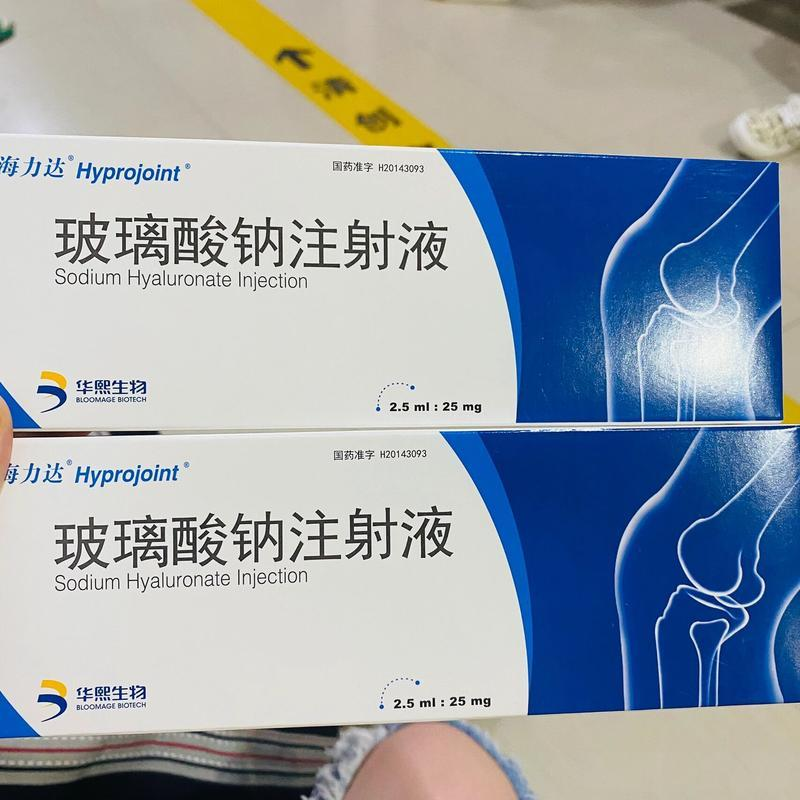 海力达® Hyprojoint®
国药准字 H20143093
玻璃酸钠注射液
Sodium Hyaluronate Injection
华熙生物
BLOOMAGE BIOTECH
2.5 ml : 25 mg
海力达® Hyprojoint®
国药准字 H20143093
玻璃酸钠注射液
Sodium Hyaluronate Injection
华熙生物
BLOOMAGE BIOTECH
2.5 ml : 25 mg